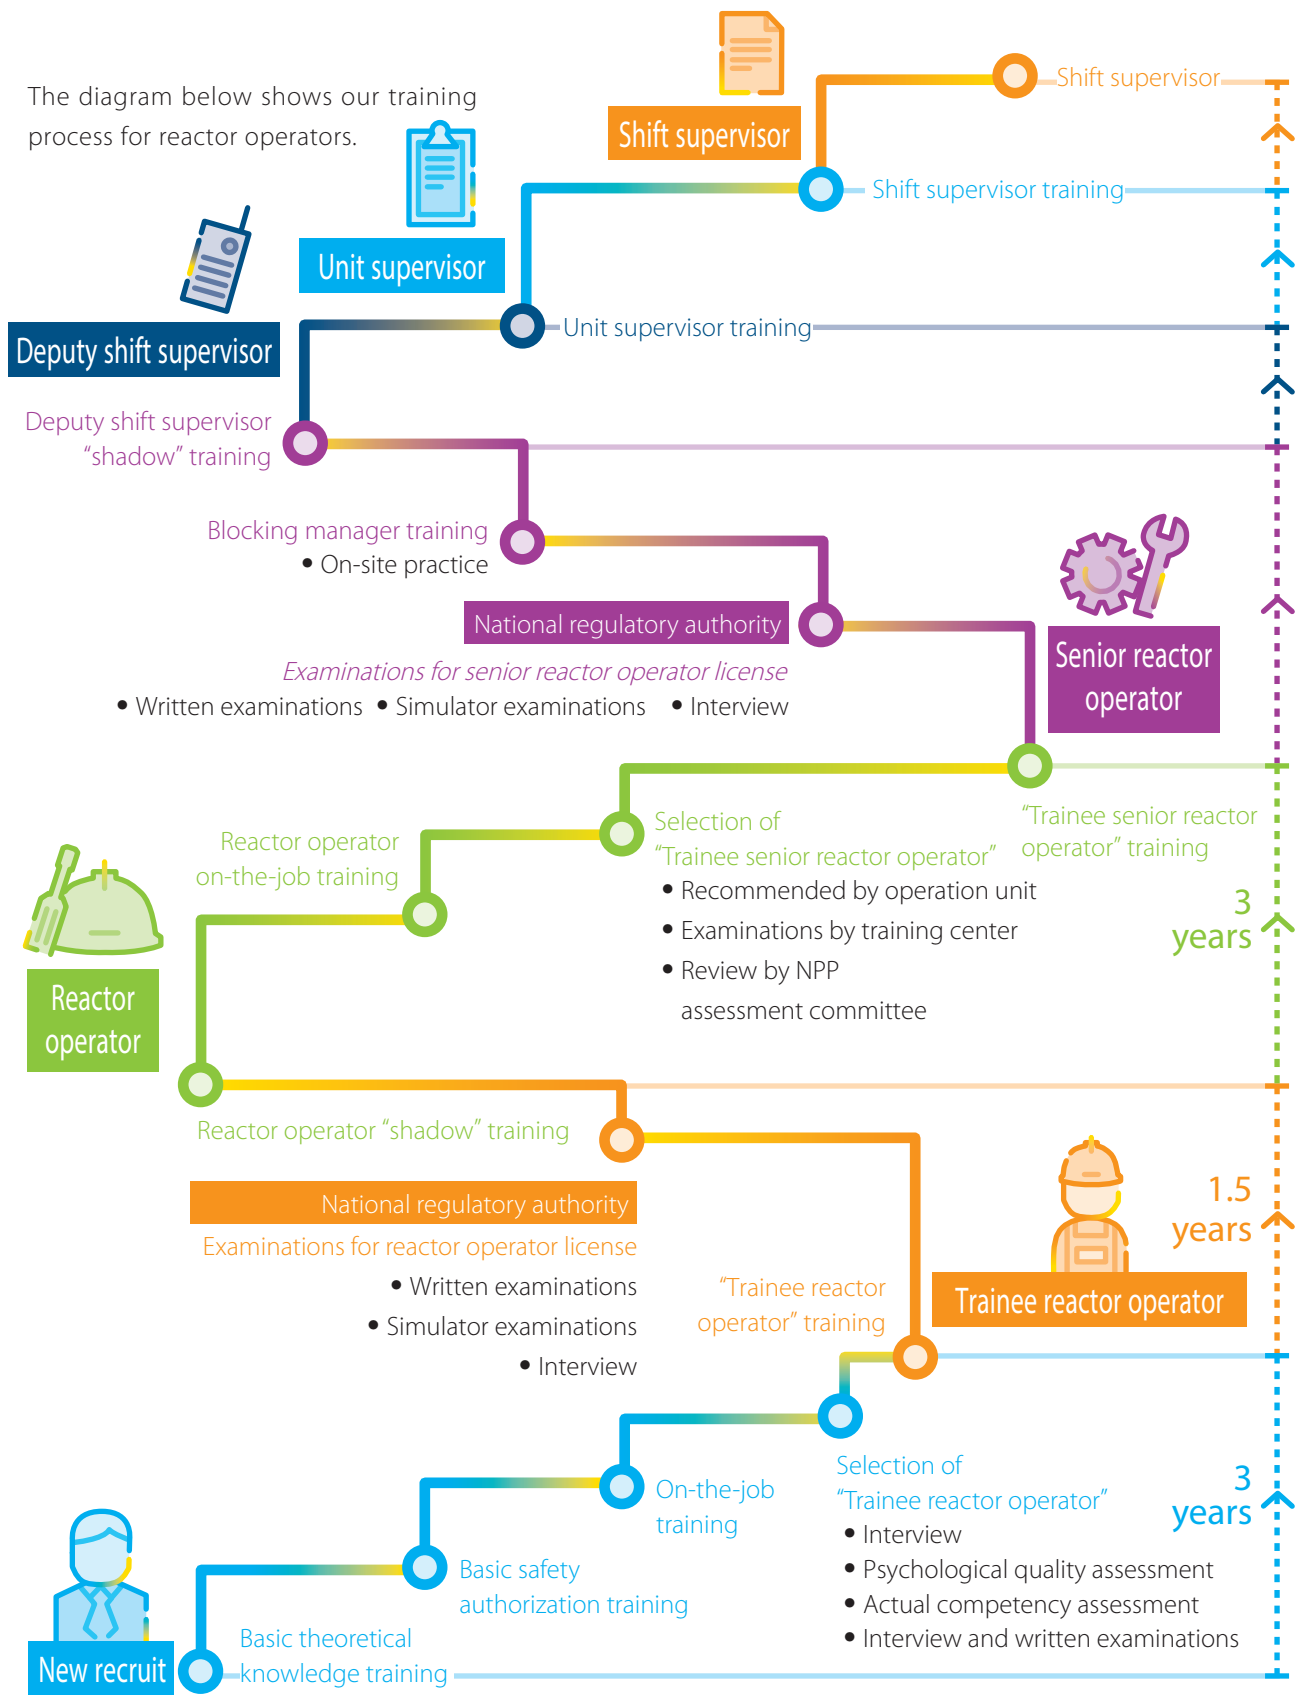 The diagram below shows our training
process for reactor operators.
Shift supervisor
Shift supervisor
Shift supervisor training
Unit supervisor
Unit supervisor training
Deputy shift supervisor
Deputy shift supervisor
“shadow” training
Blocking manager training
• On-site practice
National regulatory authority
Examinations for senior reactor operator license
• Written examinations • Simulator examinations • Interview
Senior reactor
operator
“Trainee senior reactor
operator” training
Selection of
“Trainee senior reactor operator”
• Recommended by operation unit
• Examinations by training center
• Review by NPP
assessment committee
Reactor operator
on-the-job training
3
years
Reactor
operator
Reactor operator “shadow” training
National regulatory authority
Examinations for reactor operator license
• Written examinations
• Simulator examinations
• Interview
1.5
years
Trainee reactor operator
“Trainee reactor
operator” training
Selection of
“Trainee reactor operator”
• Interview
• Psychological quality assessment
• Actual competency assessment
• Interview and written examinations
3
years
On-the-job
training
Basic safety
authorization training
Basic theoretical
knowledge training
New recruit